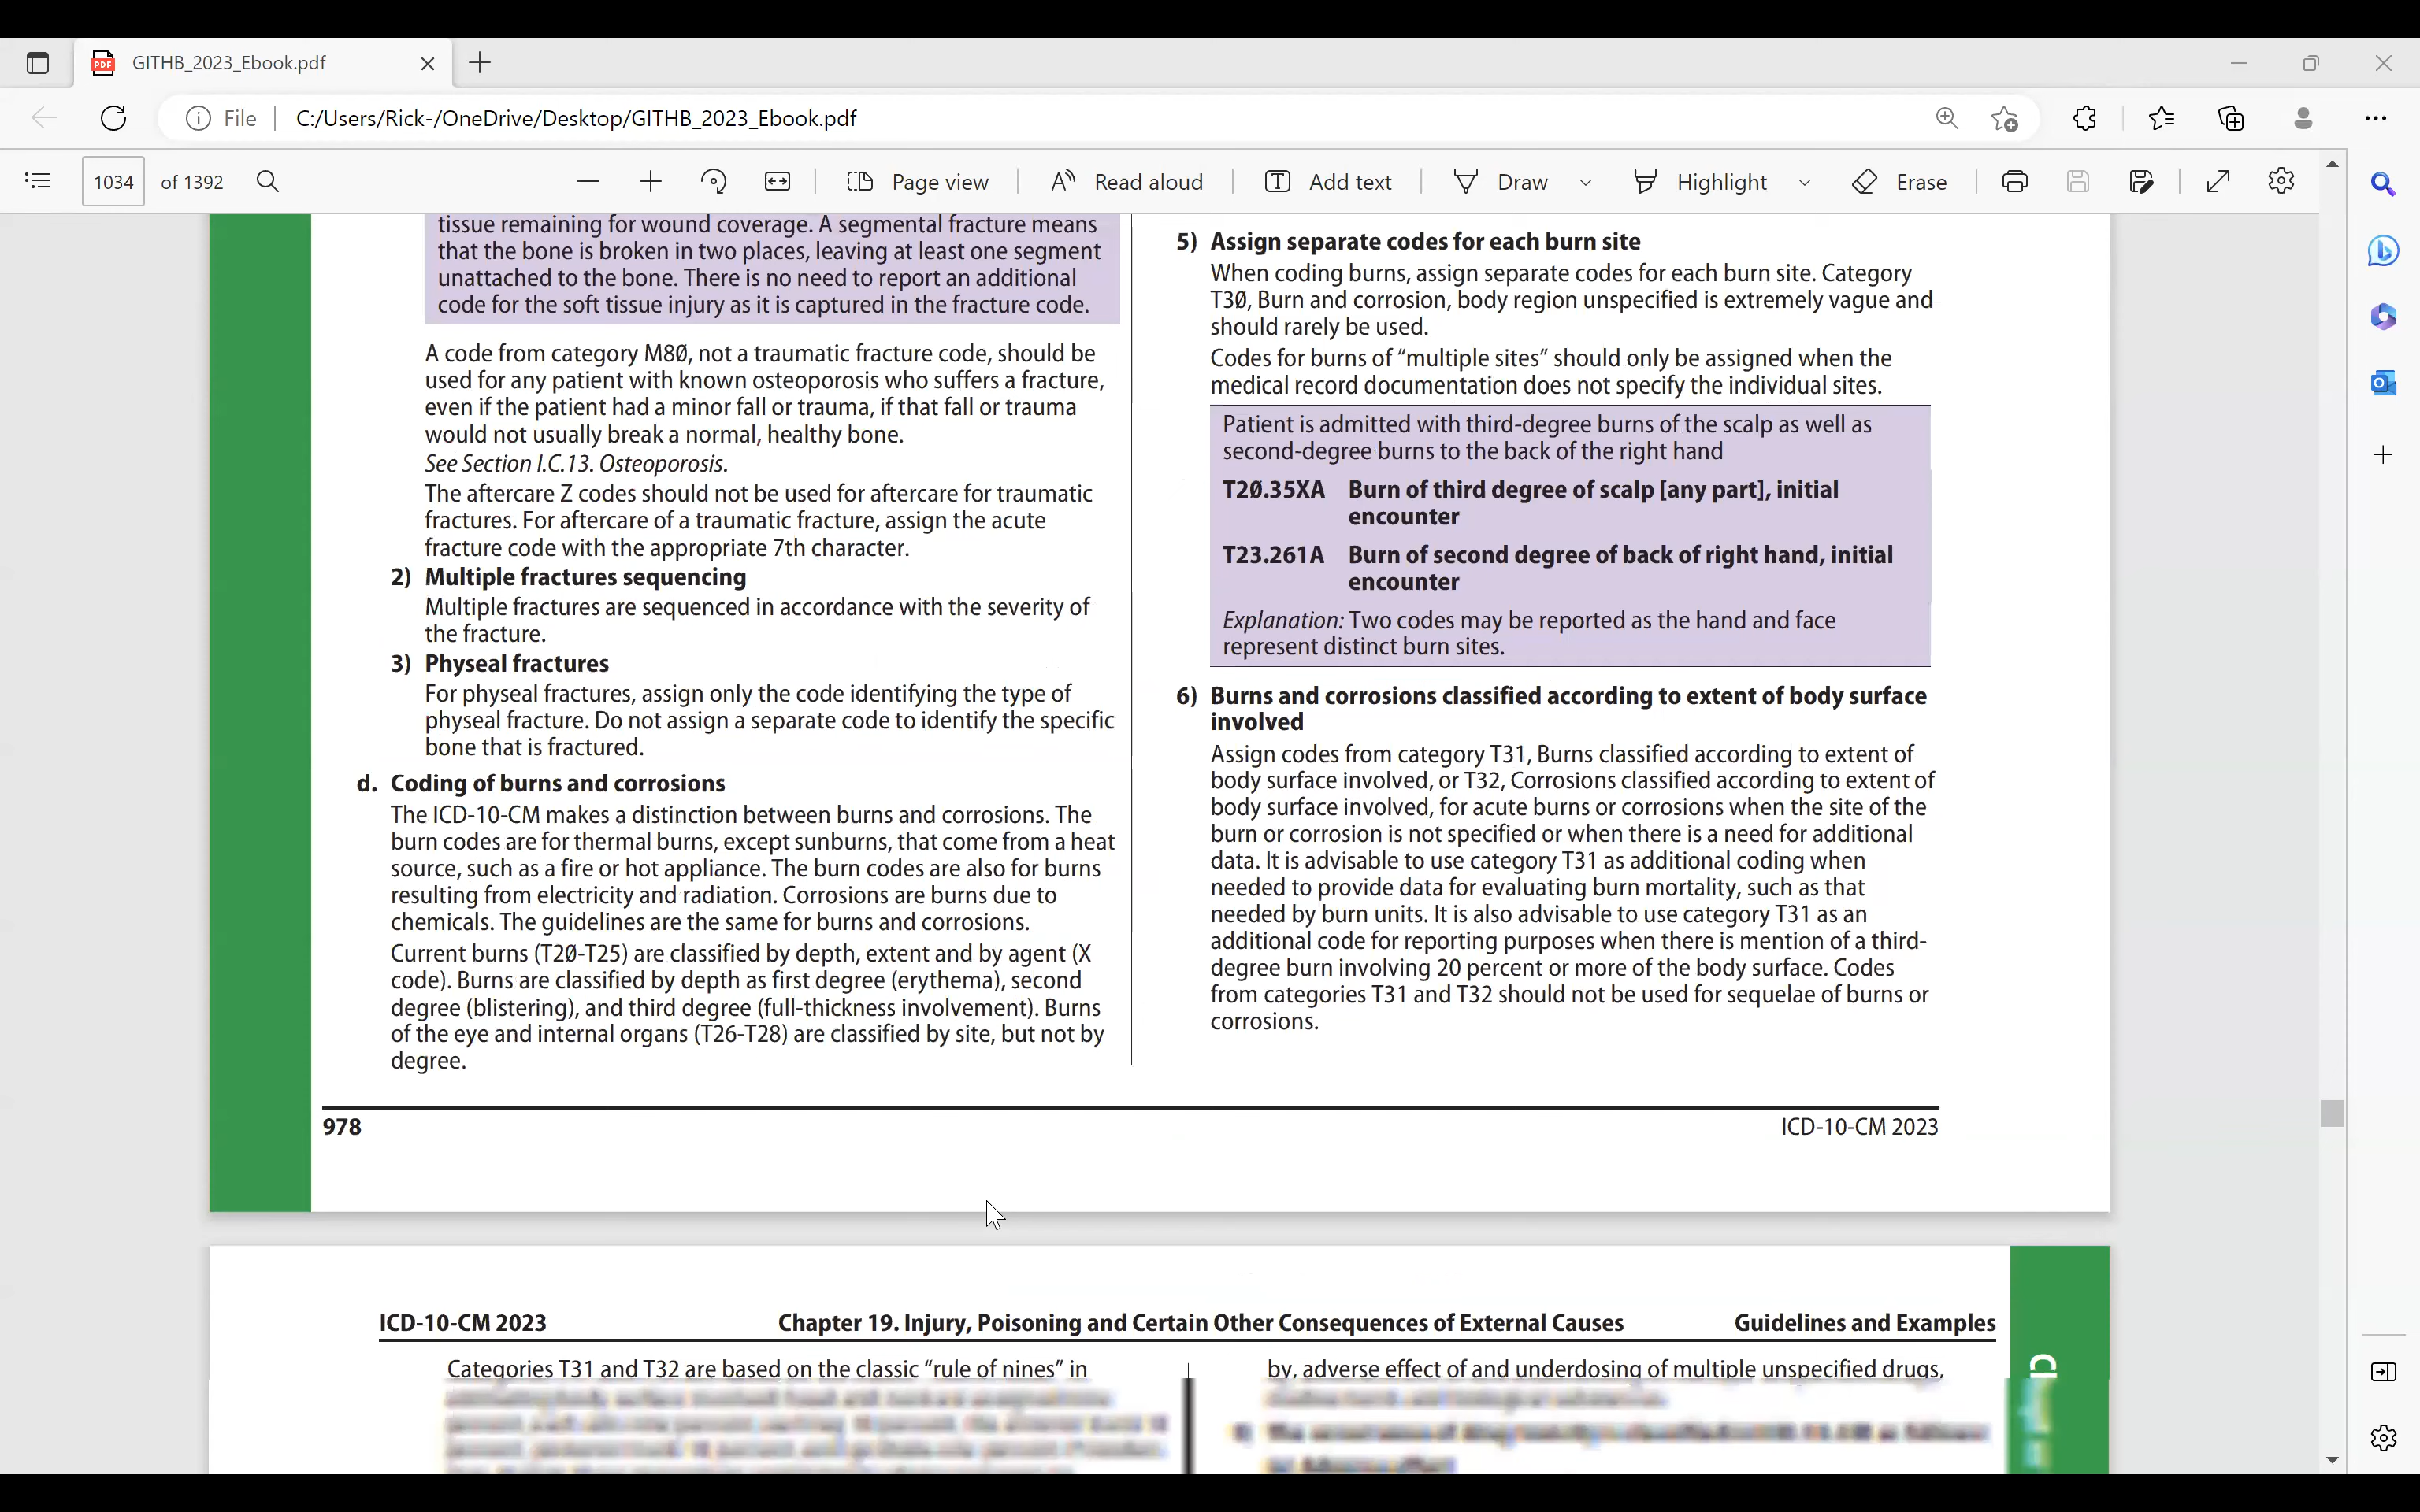 GITHB_2023_Ebook.pdf
File
C:/Users/Rick-/OneDrive/Desktop/GITHB_2023_Ebook.pdf
1034 of 1392
Page view
Read aloud
Add text
Draw
Highlight
Erase
tissue remaining for wound coverage. A segmental fracture means
that the bone is broken in two places, leaving at least one segment
unattached to the bone. There is no need to report an additional
code for the soft tissue injury as it is captured in the fracture code.
A code from category M8Ø, not a traumatic fracture code, should be
used for any patient with known osteoporosis who suffers a fracture,
even if the patient had a minor fall or trauma, if that fall or trauma
would not usually break a normal, healthy bone.
See Section I.C.13. Osteoporosis.
The aftercare Z codes should not be used for aftercare for traumatic
fractures. For aftercare of a traumatic fracture, assign the acute
fracture code with the appropriate 7th character.
2) Multiple fractures sequencing
Multiple fractures are sequenced in accordance with the severity of
the fracture.
3) Physeal fractures
For physeal fractures, assign only the code identifying the type of
physeal fracture. Do not assign a separate code to identify the specific
bone that is fractured.
d. Coding of burns and corrosions
The ICD-10-CM makes a distinction between burns and corrosions. The
burn codes are for thermal burns, except sunburns, that come from a heat
source, such as a fire or hot appliance. The burn codes are also for burns
resulting from electricity and radiation. Corrosions are burns due to
chemicals. The guidelines are the same for burns and corrosions.
Current burns (T2Ø-T25) are classified by depth, extent and by agent (X
code). Burns are classified by depth as first degree (erythema), second
degree (blistering), and third degree (full-thickness involvement). Burns
of the eye and internal organs (T26-T28) are classified by site, but not by
degree.
5) Assign separate codes for each burn site
When coding burns, assign separate codes for each burn site. Category
T3Ø, Burn and corrosion, body region unspecified is extremely vague and
should rarely be used.
Codes for burns of “multiple sites” should only be assigned when the
medical record documentation does not specify the individual sites.
Patient is admitted with third-degree burns of the scalp as well as
second-degree burns to the back of the right hand
T2Ø.35XA Burn of third degree of scalp [any part], initial
encounter
T23.261A Burn of second degree of back of right hand, initial
encounter
Explanation: Two codes may be reported as the hand and face
represent distinct burn sites.
6) Burns and corrosions classified according to extent of body surface
involved
Assign codes from category T31, Burns classified according to extent of
body surface involved, or T32, Corrosions classified according to extent of
body surface involved, for acute burns or corrosions when the site of the
burn or corrosion is not specified or when there is a need for additional
data. It is advisable to use category T31 as additional coding when
needed to provide data for evaluating burn mortality, such as that
needed by burn units. It is also advisable to use category T31 as an
additional code for reporting purposes when there is mention of a third-
degree burn involving 20 percent or more of the body surface. Codes
from categories T31 and T32 should not be used for sequelae of burns or
corrosions.
978
ICD-10-CM 2023
ICD-10-CM 2023
Chapter 19. Injury, Poisoning and Certain Other Consequences of External Causes
Guidelines and Examples
Categories T31 and T32 are based on the classic “rule of nines” in
by, adverse effect of and underdosing of multiple unspecified drugs,